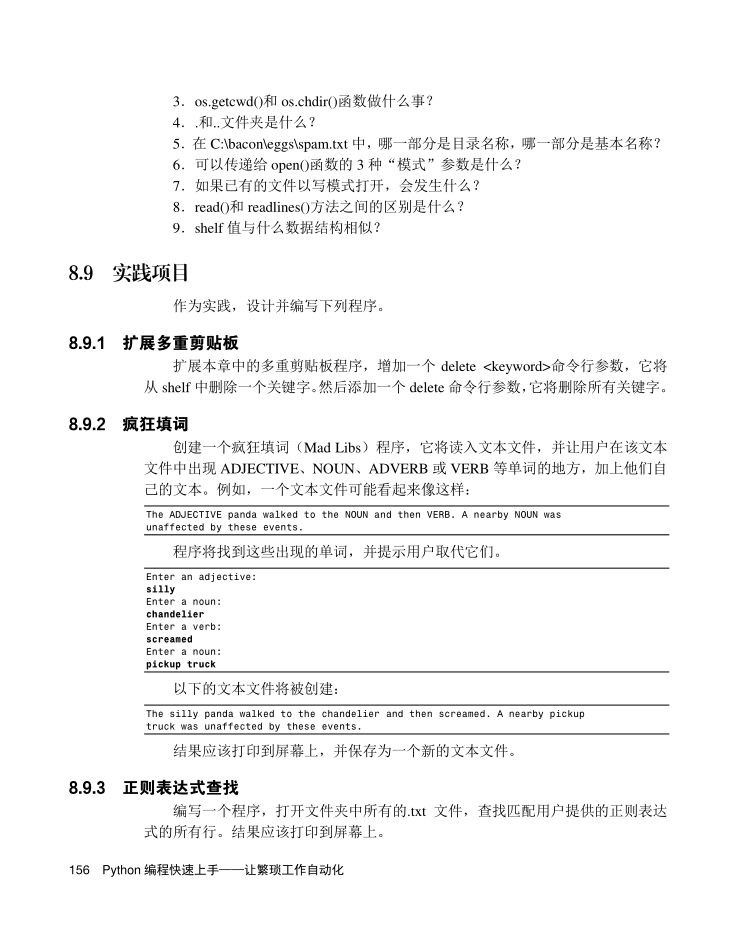 3．os.getcwd()和 os.chdir()函数做什么事？
4．.和..文件夹是什么？
5．在 C:\bacon\eggs\spam.txt 中，哪一部分是目录名称，哪一部分是基本名称？
6．可以传递给 open()函数的 3 种“模式”参数是什么？
7．如果已有的文件以写模式打开，会发生什么？
8．read()和 readlines()方法之间的区别是什么？
9．shelf 值与什么数据结构相似？
8.9 实践项目
作为实践，设计并编写下列程序。
8.9.1 扩展多重剪贴板
扩展本章中的多重剪贴板程序，增加一个 delete <keyword>命令行参数，它将
从 shelf 中删除一个关键字。然后添加一个 delete 命令行参数，它将删除所有关键字。
8.9.2 疯狂填词
创建一个疯狂填词（Mad Libs）程序，它将读入文本文件，并让用户在该文本
文件中出现 ADJECTIVE、NOUN、ADVERB 或 VERB 等单词的地方，加上他们自
己的文本。例如，一个文本文件可能看起来像这样：
The ADJECTIVE panda walked to the NOUN and then VERB. A nearby NOUN was
unaffected by these events.
程序将找到这些出现的单词，并提示用户取代它们。
Enter an adjective:
silly
Enter a noun:
chandelier
Enter a verb:
screamed
Enter a noun:
pickup truck
以下的文本文件将被创建：
The silly panda walked to the chandelier and then screamed. A nearby pickup
truck was unaffected by these events.
结果应该打印到屏幕上，并保存为一个新的文本文件。
8.9.3 正则表达式查找
编写一个程序，打开文件夹中所有的.txt 文件，查找匹配用户提供的正则表达
式的所有行。结果应该打印到屏幕上。
156 Python 编程快速上手——让繁琐工作自动化